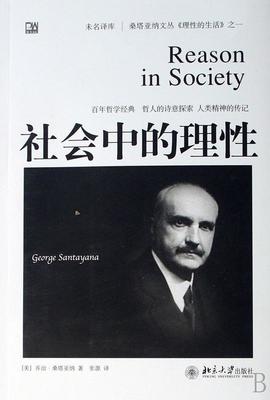 未名译库 桑塔亚纳文丛《理性的生活》之一
Reason
in Society
百年哲学经典 哲人的诗意探索 人类精神的传记
社会中的理性
George Santayana
[美] 乔治·桑塔亚纳 著 张源 译
北京大学出版社
B